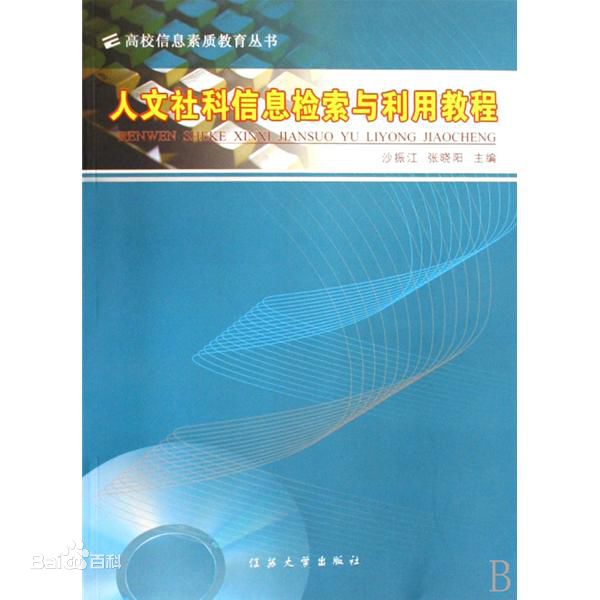 高校信息素质教育丛书
人文社科信息检索与利用教程
RENWEN SHEKE XINXI JIANSUO YU LIYONG JIAOCHENG
沙振江 张晓阳 主编
江苏大学出版社
B
Bai百科